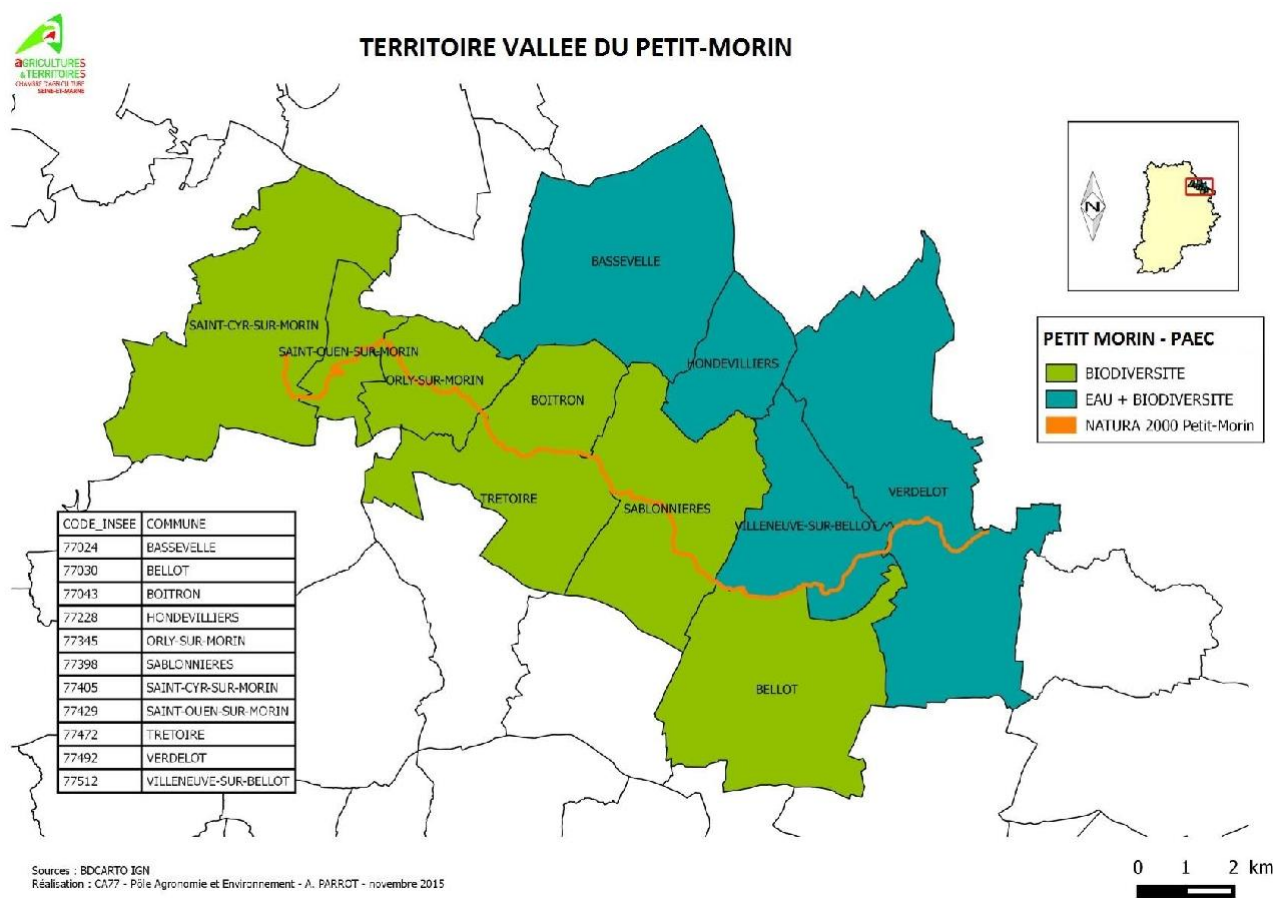 TERRITOIRE VALLEE DU PETIT-MORIN
aGRICULTURES
& TERRITOIRES
CHAMBRE D'AGRICULTURE
SEINE-ET-MARNE
BASSEVELLE
SAINT-CYR-SUR-MORIN
SAINT-OUEN-SUR-MORIN
HONDEVILLIERS
ORLY-SUR-MORIN
BOITRON
VERDELOT
TRETOIRE
SABLONNIERES
VILLENEUVE-SUR-BELLOT
BELLOT
N
PETIT MORIN - PAEC
BIODIVERSITE
EAU + BIODIVERSITE
NATURA 2000 Petit-Morin
CODE_INSEE COMMUNE
77024 BASSEVELLE
77030 BELLOT
77043 BOITRON
77228 HONDEVILLIERS
77345 ORLY-SUR-MORIN
77398 SABLONNIERES
77405 SAINT-CYR-SUR-MORIN
77429 SAINT-OUEN-SUR-MORIN
77472 TRETOIRE
77492 VERDELOT
77512 VILLENEUVE-SUR-BELLOT
Sources : BDCARTO IGN
Réalisation : CA77 - Pôle Agronomie et Environnement - A. PARROT - novembre 2015
0 1 2 km